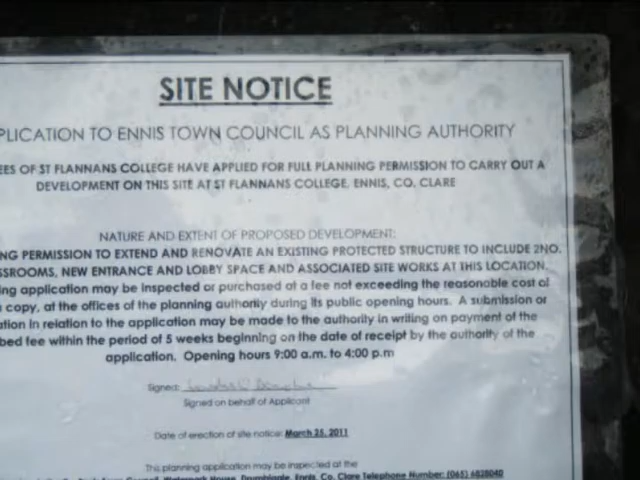 SITE NOTICE
PLICATION TO ENNIS TOWN COUNCIL AS PLANNING AUTHORITY
EES OF ST FLANNANS COLLEGE HAVE APPLIED FOR FULL PLANNING PERMISSION TO CARRY OUT A
DEVELOPMENT ON THIS SITE AT ST FLANNANS COLLEGE, ENNIS, CO. CLARE
NATURE AND EXTENT OF PROPOSED DEVELOPMENT:
NG PERMISSION TO EXTEND AND RENOVATE AN EXISTING PROTECTED STRUCTURE TO INCLUDE 2NO.
SSROOMS, NEW ENTRANCE AND LOBBY SPACE AND ASSOCIATED SITE WORKS AT THIS LOCATION.
ing application may be inspected or purchased at a fee not exceeding the reasonable cost of
copy, at the offices of the planning authority during its public opening hours. A submission or
ation in relation to the application may be made to the authority in writing on payment of the
bed fee within the period of 5 weeks beginning on the date of receipt by the authority of the
application. Opening hours 9:00 a.m. to 4:00 p.m
Signed:
Signed on behalf of Applicant
Date of erection of site notice: March 25, 2011
This planning application may be inspected at the
Town Council, Waterpark House, Drumbiggle, Ennis, Co. Clare Telephone Number: (065) 6828040